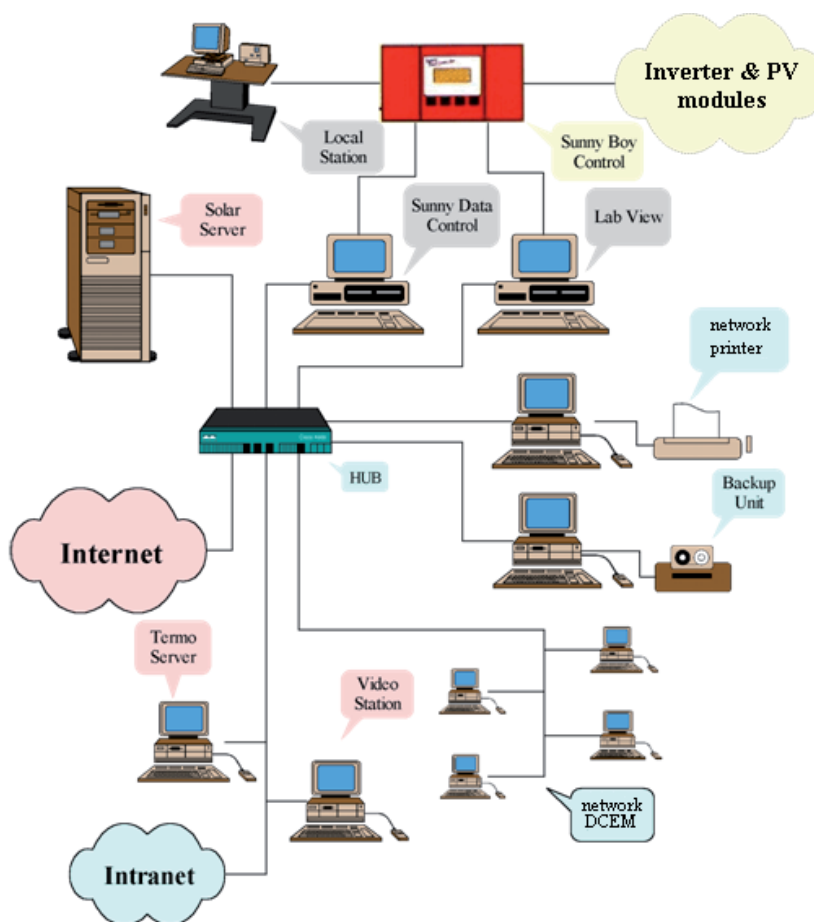 Inverter & PV
modules
Local
Station
Sunny Boy
Control
Solar
Server
Sunny Data
Control
Lab View
network
printer
HUB
Backup
Unit
Internet
Termo
Server
Video
Station
network
DCEM
Intranet